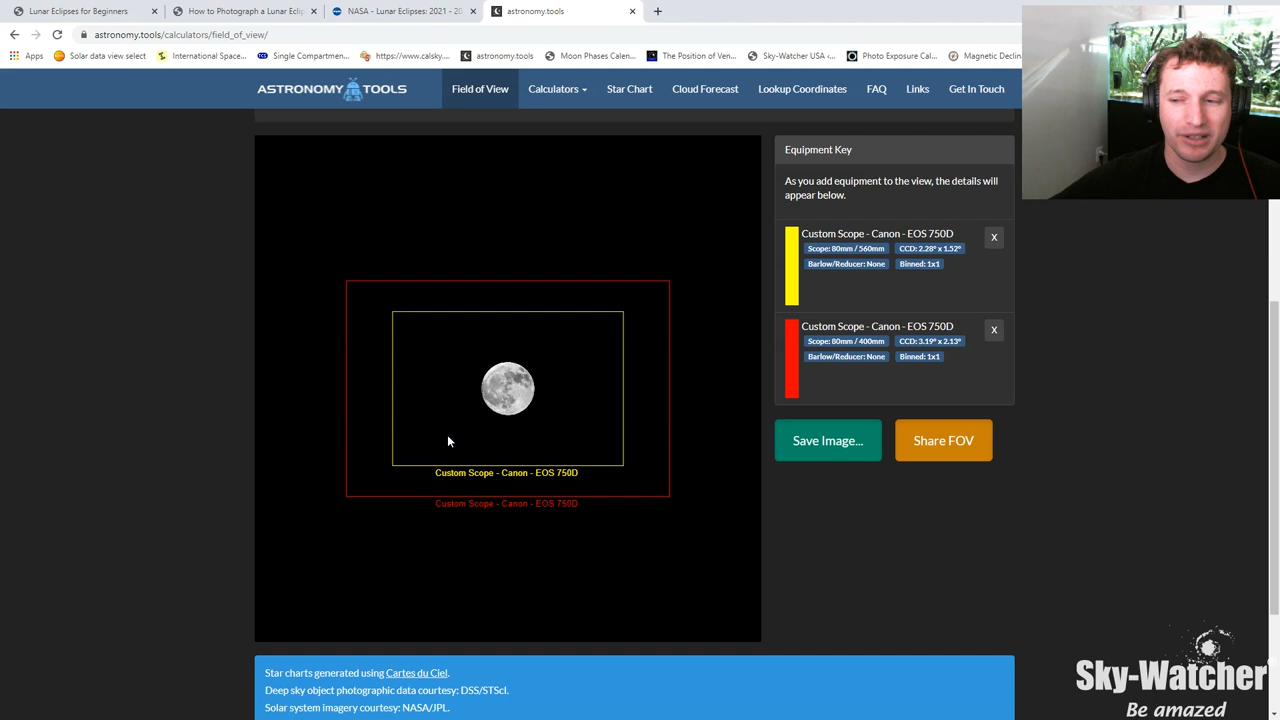 Lunar Eclipses for Beginners
How to Photograph a Lunar Ecli
NASA - Lunar Eclipses: 2021 - 20
astronomy.tools
astronomy.tools/calculators/field_of_view/
Apps
Solar data view select
International Space...
Single Compartmen...
https://www.calsky....
astronomy.tools
Moon Phases Calen...
The Position of Ven...
Sky-Watcher USA ‹...
Photo Exposure Cal...
Magnetic Declin
ASTRONOMY TOOLS
Field of View
Calculators
Star Chart
Cloud Forecast
Lookup Coordinates
FAQ
Links
Get In Touch
Custom Scope - Canon - EOS 750D
Custom Scope - Canon - EOS 750D
Equipment Key
As you add equipment to the view, the details will
appear below.
Custom Scope - Canon - EOS 750D
Scope: 80mm / 560mm CCD: 2.28° x 1.52°
Barlow/Reducer: None Binned: 1x1
X
Custom Scope - Canon - EOS 750D
Scope: 80mm / 400mm CCD: 3.19° x 2.13°
Barlow/Reducer: None Binned: 1x1
X
Save Image...
Share FOV
Star charts generated using Cartes du Ciel.
Deep sky object photographic data courtesy: DSS/STScI.
Solar system imagery courtesy: NASA/JPL.
Sky-Watcher
Be amazed